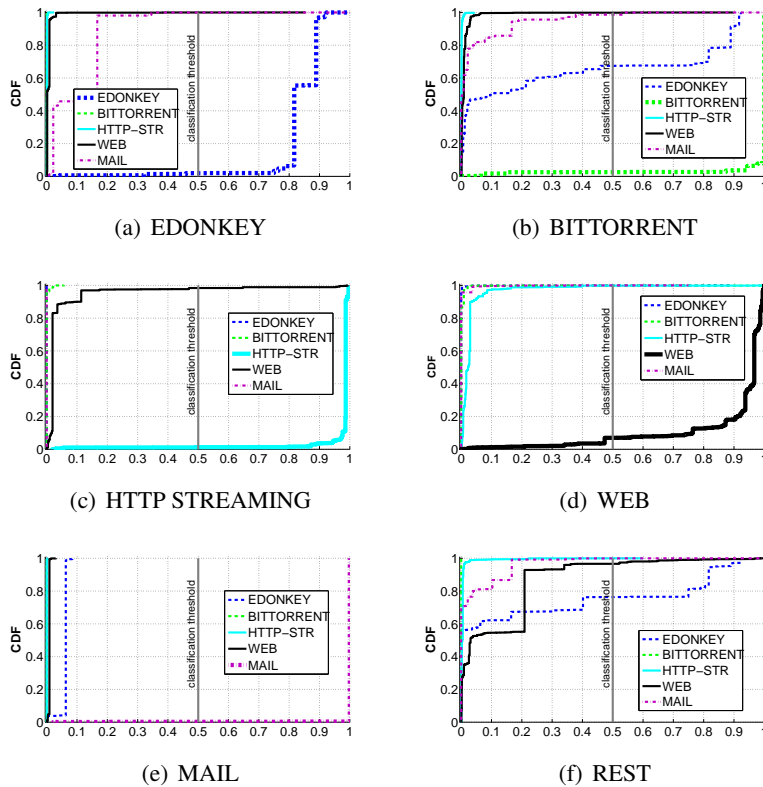 1
0.8
0.6
0.4
0.2
0
CDF
classification threshold
EDONKEY
BITTORRENT
HTTP−STR
WEB
MAIL
0 0.1 0.2 0.3 0.4 0.5 0.6 0.7 0.8 0.9 1
(a) EDONKEY
1
0.8
0.6
0.4
0.2
0
CDF
classification threshold
EDONKEY
BITTORRENT
HTTP−STR
WEB
MAIL
0 0.1 0.2 0.3 0.4 0.5 0.6 0.7 0.8 0.9 1
(b) BITTORRENT
1
0.8
0.6
0.4
0.2
0
CDF
classification threshold
EDONKEY
BITTORRENT
HTTP−STR
WEB
MAIL
0 0.1 0.2 0.3 0.4 0.5 0.6 0.7 0.8 0.9 1
(c) HTTP STREAMING
1
0.8
0.6
0.4
0.2
0
CDF
classification threshold
EDONKEY
BITTORRENT
HTTP−STR
WEB
MAIL
0 0.1 0.2 0.3 0.4 0.5 0.6 0.7 0.8 0.9 1
(d) WEB
1
0.8
0.6
0.4
0.2
0
CDF
classification threshold
EDONKEY
BITTORRENT
HTTP−STR
WEB
MAIL
0 0.1 0.2 0.3 0.4 0.5 0.6 0.7 0.8 0.9 1
(e) MAIL
1
0.8
0.6
0.4
0.2
0
CDF
classification threshold
EDONKEY
BITTORRENT
HTTP−STR
WEB
MAIL
0 0.1 0.2 0.3 0.4 0.5 0.6 0.7 0.8 0.9 1
(f) REST